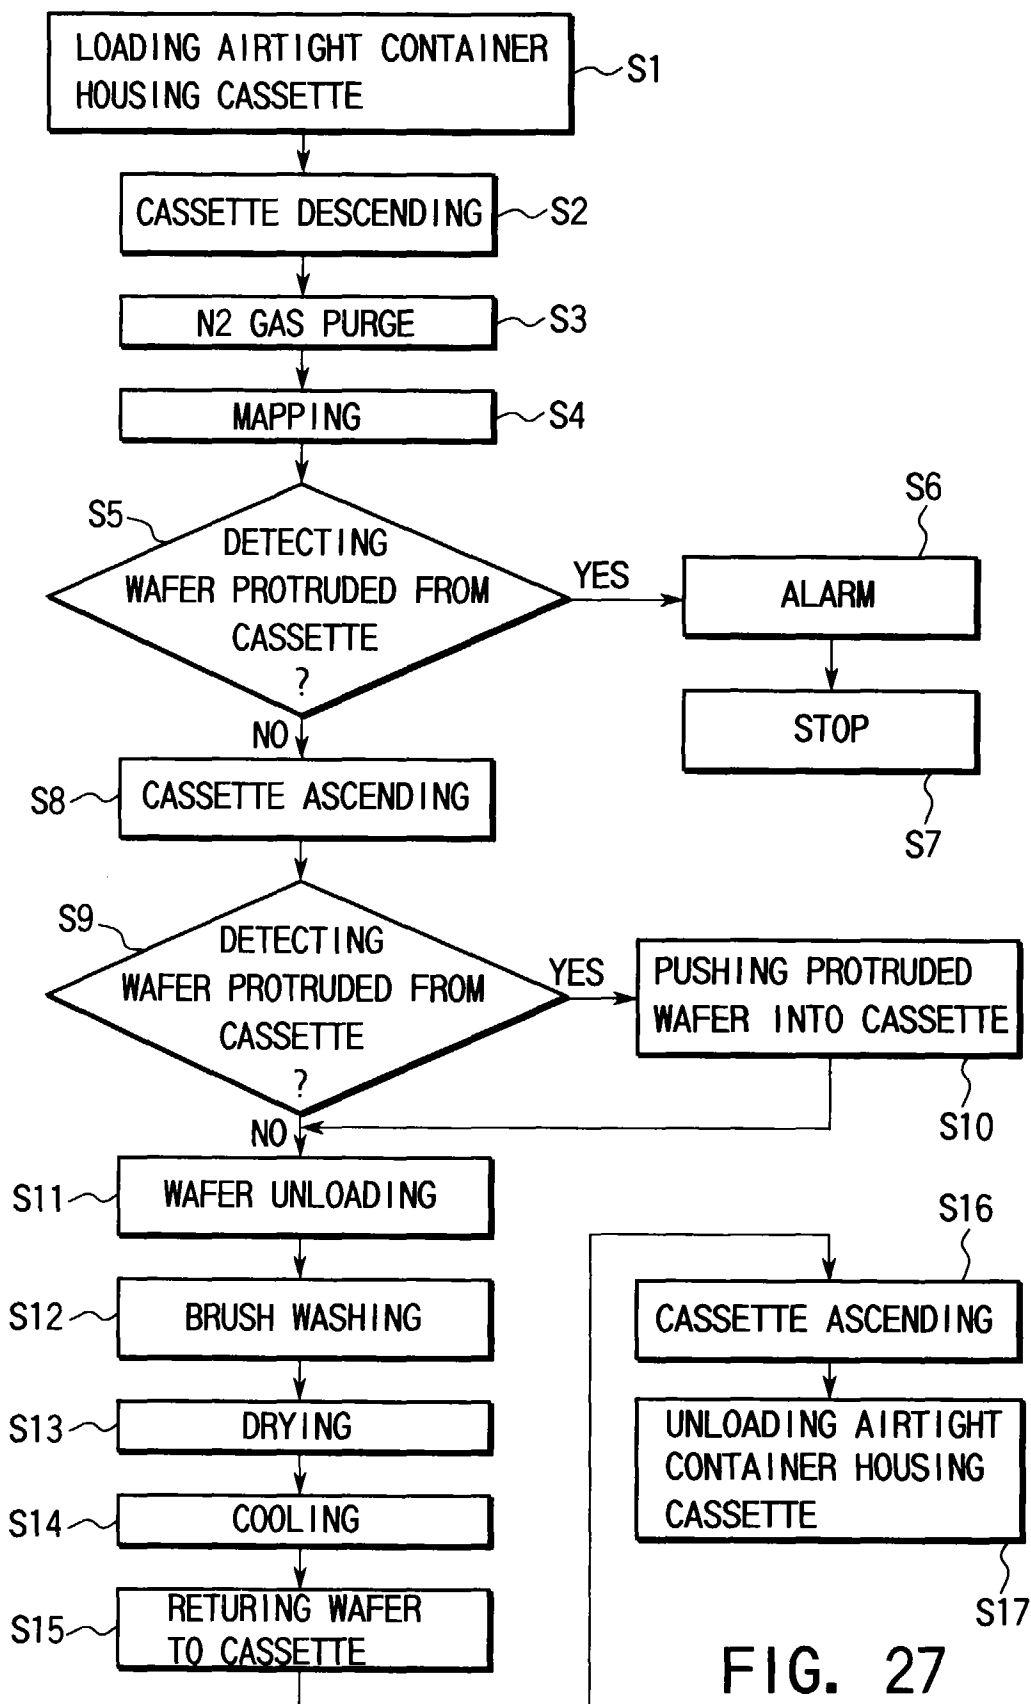 LOADING AIRTIGHT CONTAINER
HOUSING CASSETTE
S1
CASSETTE DESCENDING
S2
N2 GAS PURGE
S3
MAPPING
S4
S5
DETECTING
WAFER PROTRUDED FROM
CASSETTE
?
YES
S6
ALARM
STOP
S7
NO
S8
CASSETTE ASCENDING
S9
DETECTING
WAFER PROTRUDED FROM
CASSETTE
?
YES
PUSHING PROTRUDED
WAFER INTO CASSETTE
S10
NO
S11
WAFER UNLOADING
S12
BRUSH WASHING
S13
DRYING
S14
COOLING
S15
RETURING WAFER
TO CASSETTE
S16
CASSETTE ASCENDING
UNLOADING AIRTIGHT
CONTAINER HOUSING
CASSETTE
S17
FIG. 27